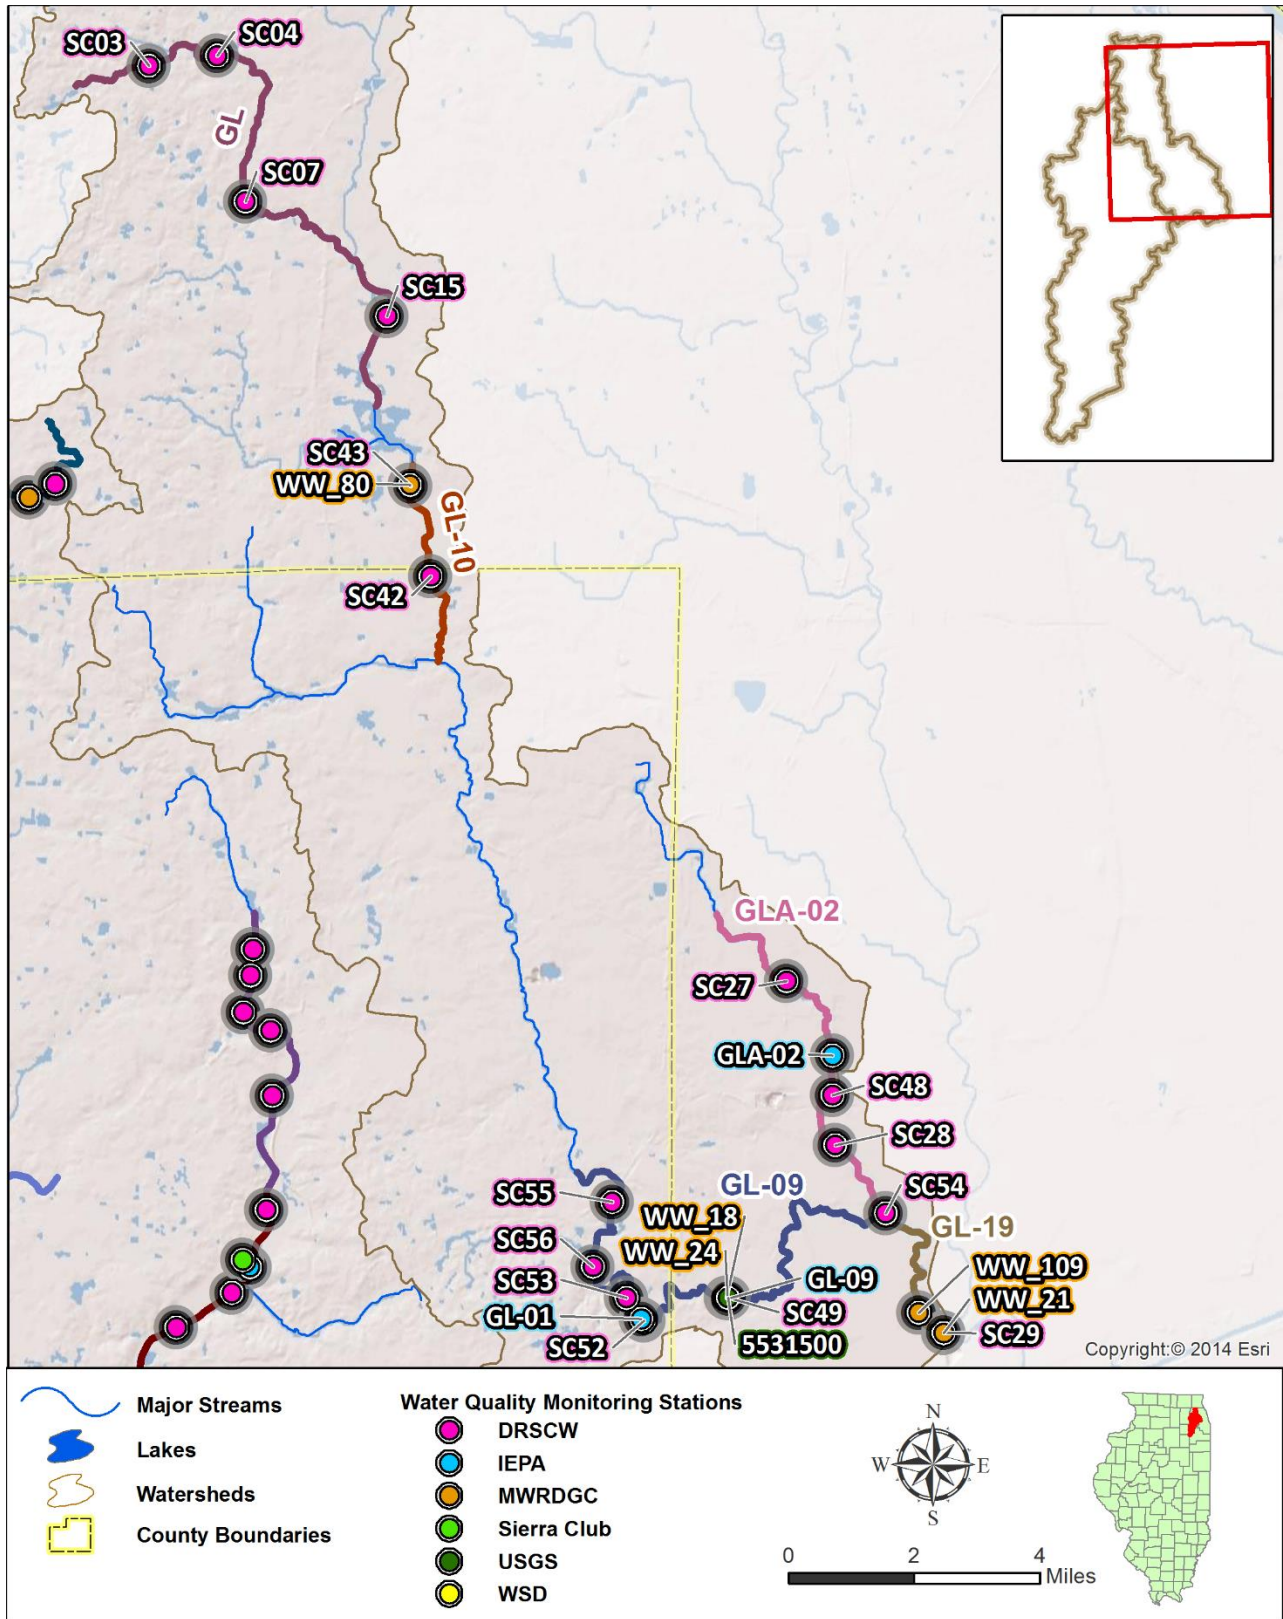 SC03
SC04
GL
SC07
SC15
SC43
WW_80
GL-10
SC42
GLA-02
SC27
GLA-02
SC48
SC28
SC54
SC55
GL-09
WW_18
GL-19
SC56
WW_24
WW_109
SC53
GL-09
WW_21
GL-01
SC49
SC29
SC52
5531500
Copyright:© 2014 Esri
Major Streams
Lakes
Watersheds
County Boundaries
Water Quality Monitoring Stations
DRSCW
IEPA
MWRDGC
Sierra Club
USGS
WSD
N
W E
S
0 2 4
Miles